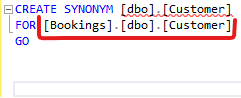 CREATE SYNONYM [dbo].[Customer]
FOR [Bookings].[dbo].[Customer]
GO